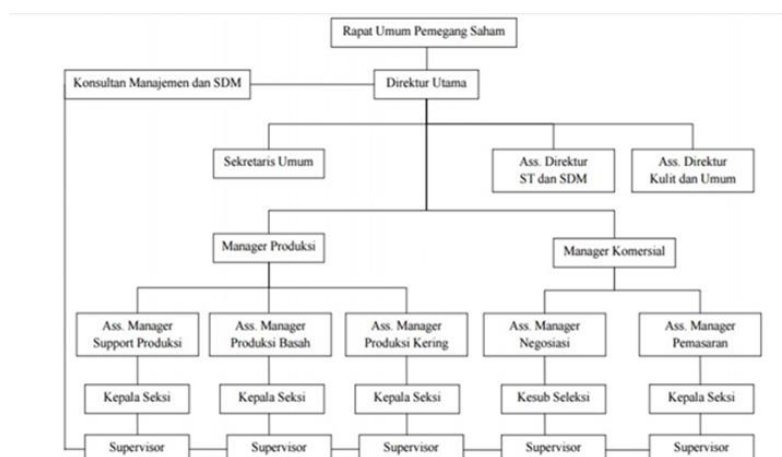 Rapat Umum Pemegang Saham
Konsultan Manajemen dan SDM
Direktur Utama
Sekretaris Umum
Ass. Direktur
ST dan SDM
Ass. Direktur
Kulit dan Umum
Manager Produksi
Manager Komersial
Ass. Manager
Support Produksi
Ass. Manager
Produksi Basah
Ass. Manager
Produksi Kering
Ass. Manager
Negosiasi
Ass. Manager
Pemasaran
Kepala Seksi
Kepala Seksi
Kepala Seksi
Kesub Seleksi
Kepala Seksi
Supervisor
Supervisor
Supervisor
Supervisor
Supervisor